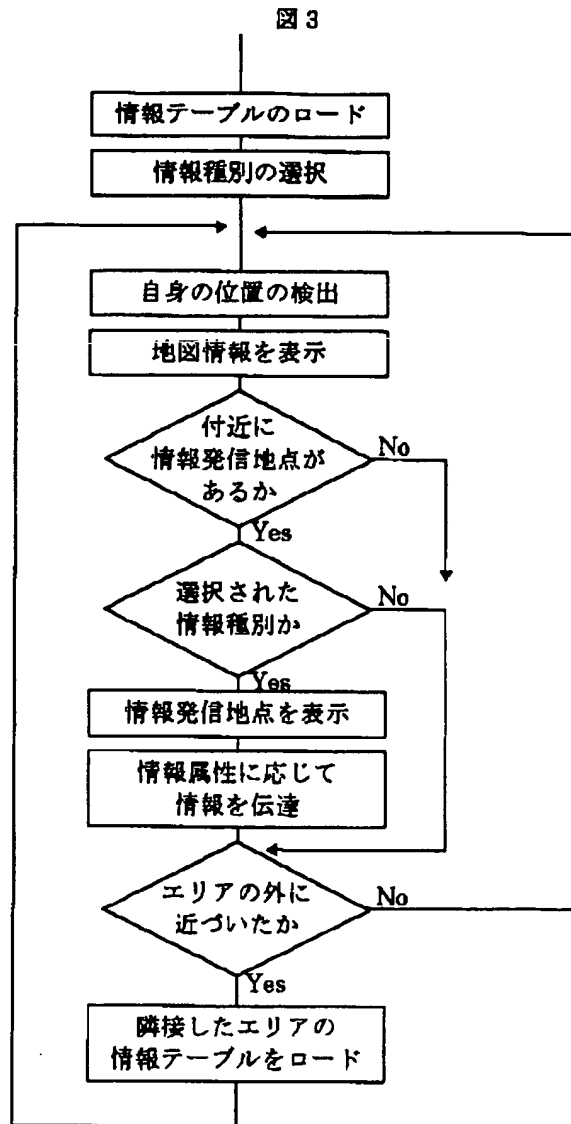 図3
情報テーブルのロード
情報種別の選択
自身の位置の検出
地図情報を表示
付近に
情報発信地点が
あるか
No
Yes
選択された
情報種別か
No
Yes
情報発信地点を表示
情報属性に応じて
情報を伝達
エリアの外に
近づいたか
No
Yes
隣接したエリアの
情報テーブルをロード